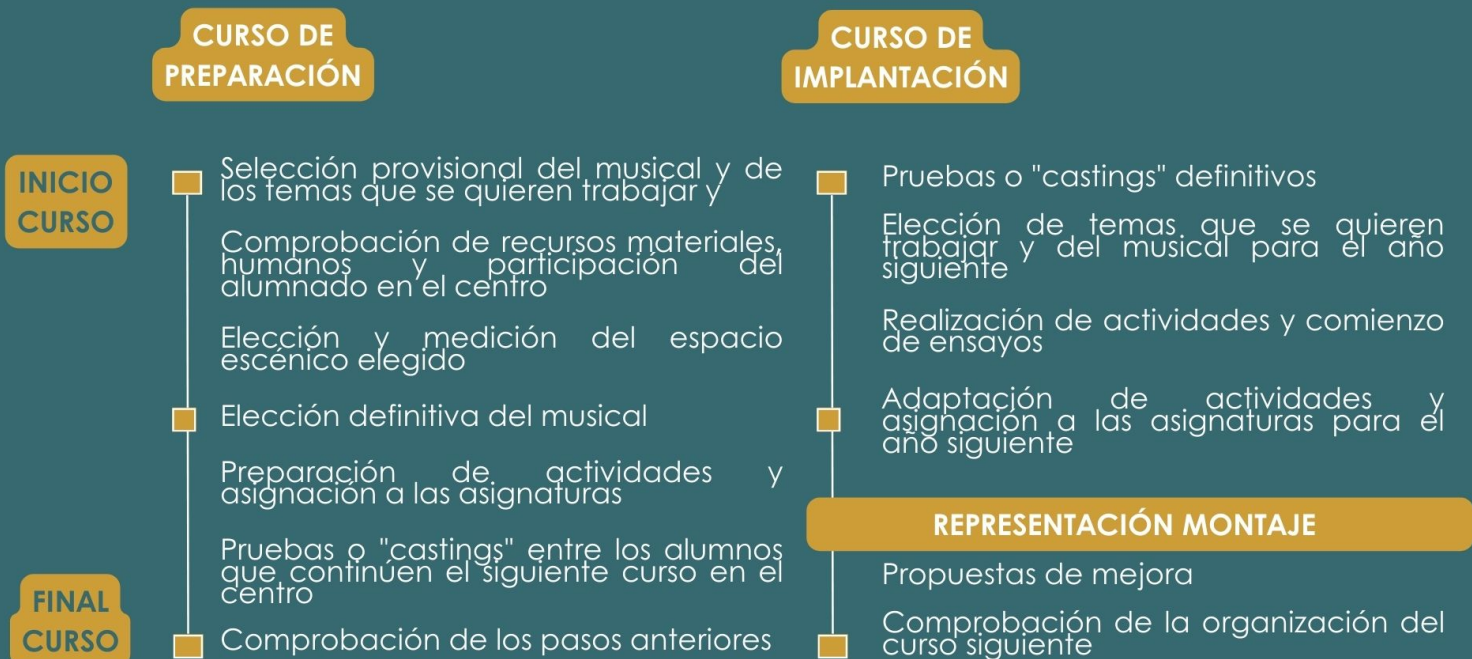 CURSO DE
PREPARACIÓN
CURSO DE
IMPLANTACIÓN
INICIO
CURSO
Selección provisional del musical y de
los temas que se quieren trabajar y
Comprobación de recursos materiales,
humanos y participación del
alumnado en el centro
Elección y medición del espacio
escénico elegido
Elección definitiva del musical
Preparación de actividades y
asignación a las asignaturas
Pruebas o "castings" entre los alumnos
que continúen el siguiente curso en el
centro
FINAL
CURSO
Comprobación de los pasos anteriores
Pruebas o "castings" definitivos
Elección de temas que se quieren
trabajar y del musical para el año
siguiente
Realización de actividades y comienzo
de ensayos
Adaptación de actividades y
asignación a las asignaturas para el
año siguiente
REPRESENTACIÓN MONTAJE
Propuestas de mejora
Comprobación de la organización del
curso siguiente